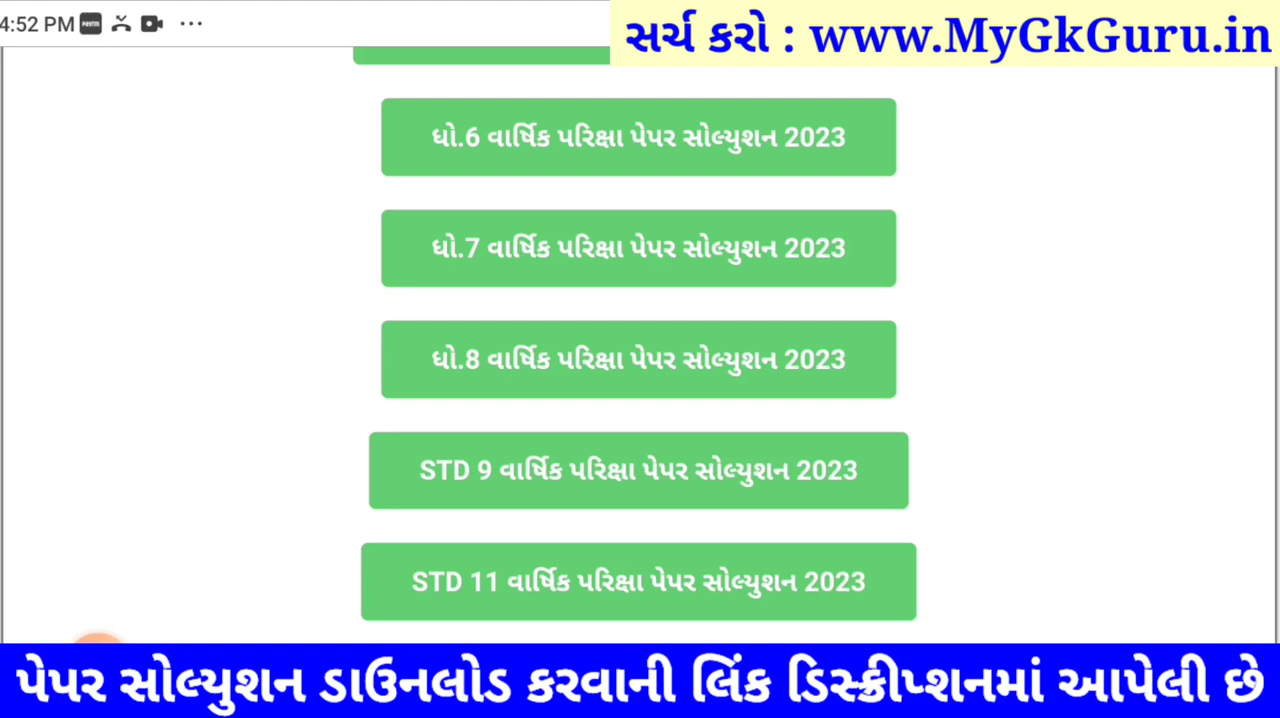 4:52 PM
સર્ચ કરો : www.MyGkGuru.in
ધો.6 વાર્ષિક પરિક્ષા પેપર સોલ્યુશન 2023
ધો.7 વાર્ષિક પરિક્ષા પેપર સોલ્યુશન 2023
ધો.8 વાર્ષિક પરિક્ષા પેપર સોલ્યુશન 2023
STD 9 વાર્ષિક પરિક્ષા પેપર સોલ્યુશન 2023
STD 11 વાર્ષિક પરિક્ષા પેપર સોલ્યુશન 2023
પેપર સોલ્યુશન ડાઉનલોડ કરવાની લિંક ડિસ્ક્રીપ્શનમાં આપેલી છે